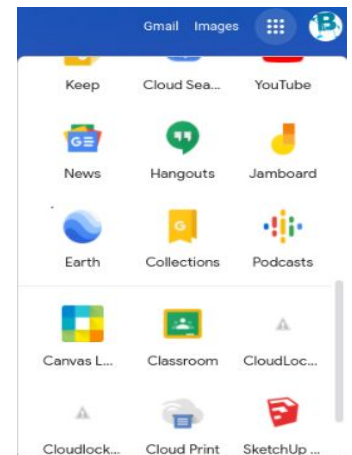 Gmail Images
Keep Cloud Sea... YouTube
News Hangouts Jamboard
Earth Collections Podcasts
Canvas L... Classroom CloudLoc...
Cloudlock... Cloud Print SketchUp ...